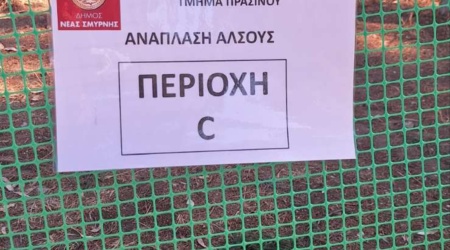 ΤΜΗΜΑ ΠΡΑΣΙΝΟΥ
ΔΗΜΟΣ
ΝΕΑΣ ΣΜΥΡΝΗΣ
ΑΝΑΠΛΑΣΗ ΑΛΣΟΥΣ
ΠΕΡΙΟΧΗ
C